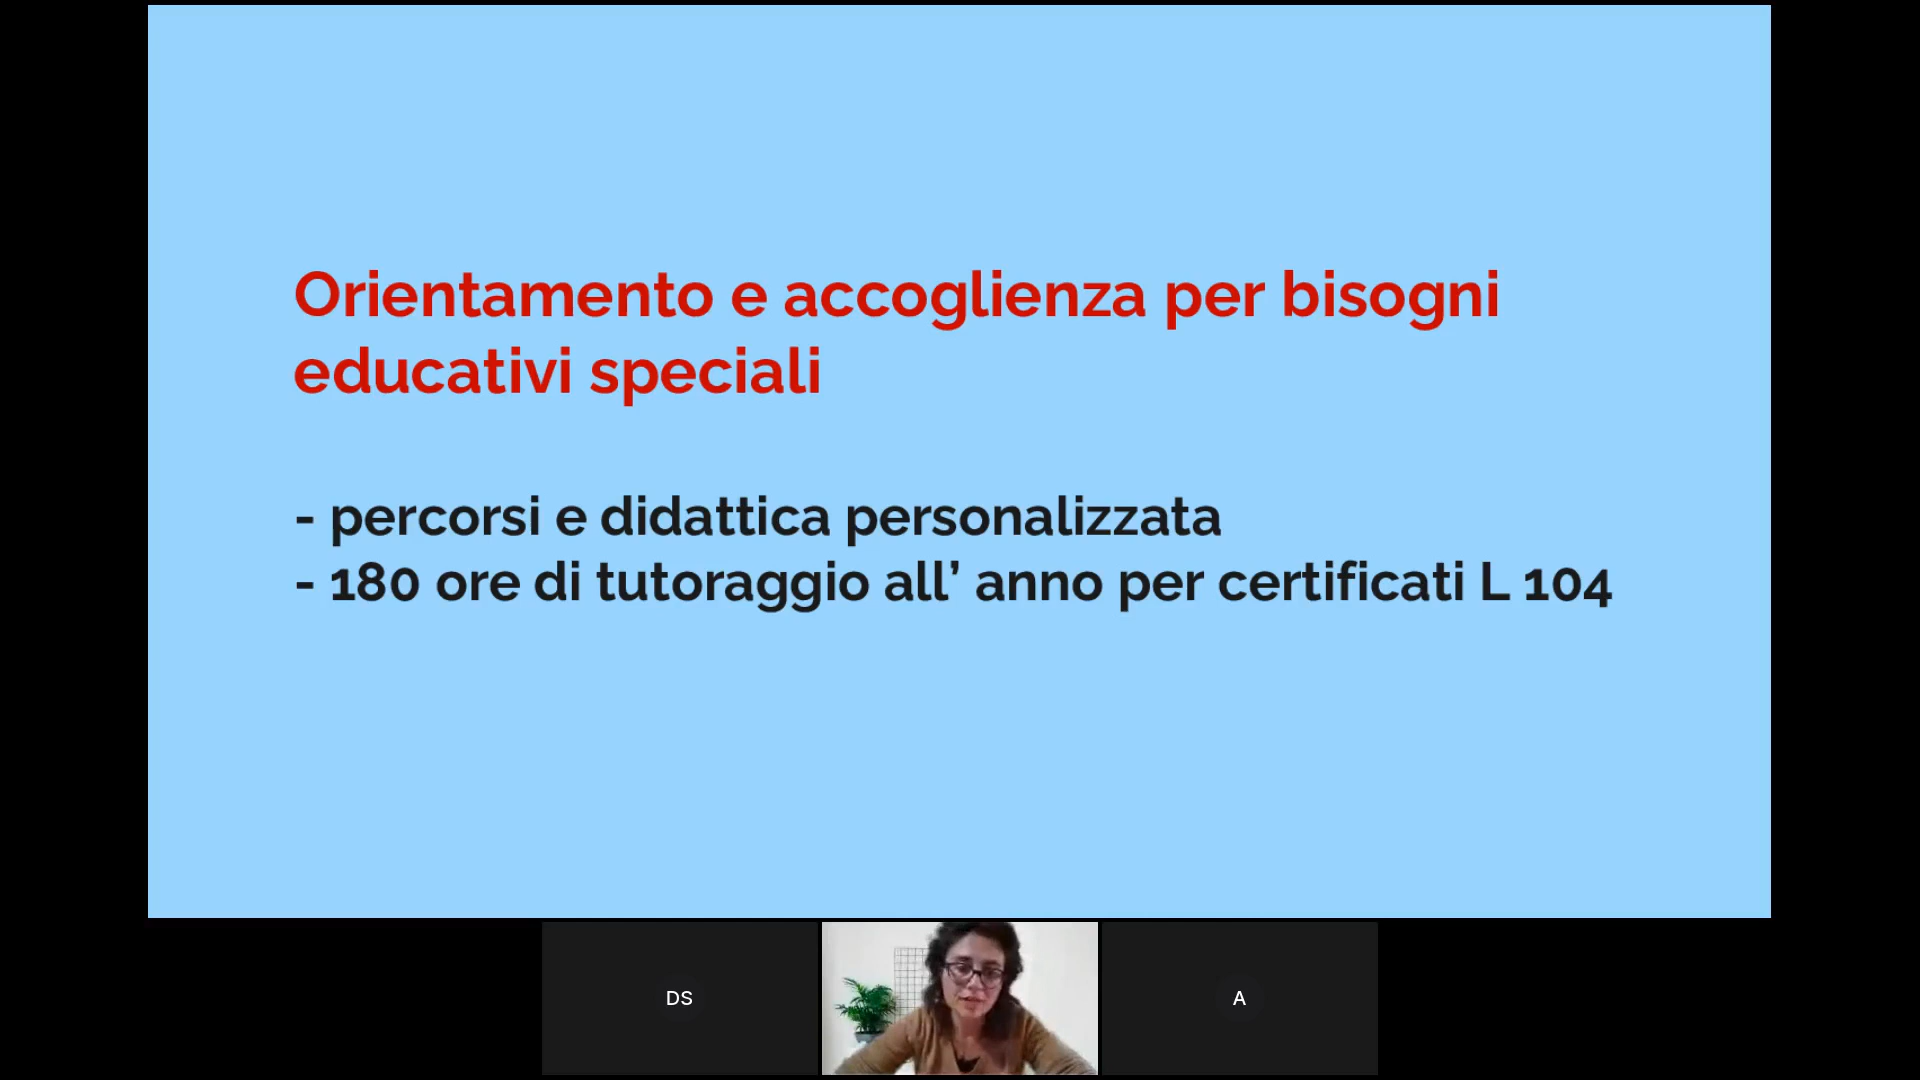 Orientamento e accoglienza per bisogni
educativi speciali
- percorsi e didattica personalizzata
- 180 ore di tutoraggio all’ anno per certificati L 104
DS
A